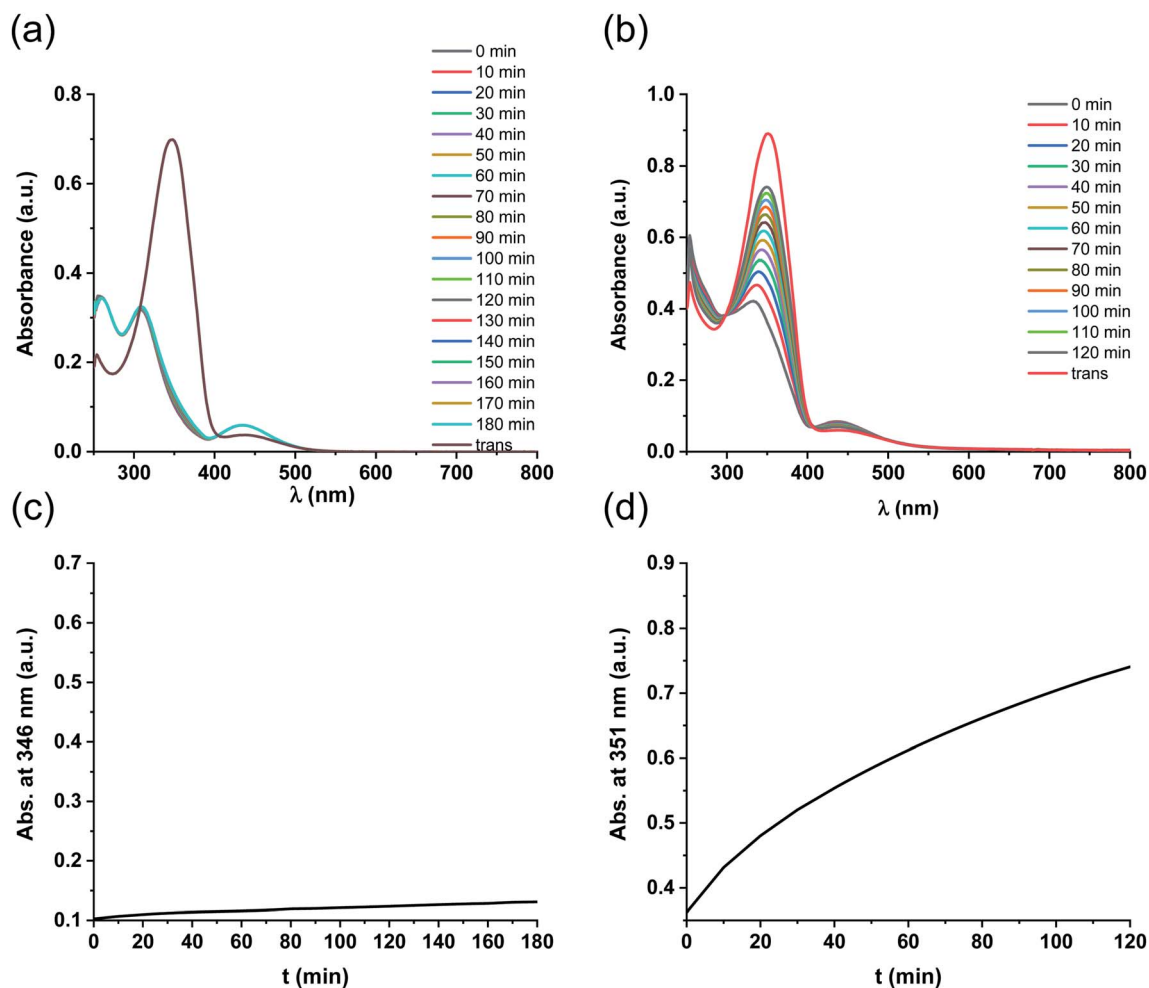 (a)
0 min
10 min
20 min
30 min
40 min
50 min
60 min
70 min
80 min
90 min
100 min
110 min
120 min
130 min
140 min
150 min
160 min
170 min
180 min
trans
0.8
0.6
0.4
0.2
0.0
Absorbance (a.u.)
300 400 500 600 700 800
λ (nm)
(b)
0 min
10 min
20 min
30 min
40 min
50 min
60 min
70 min
80 min
90 min
100 min
110 min
120 min
trans
1.0
0.8
0.6
0.4
0.2
0.0
Absorbance (a.u.)
300 400 500 600 700 800
λ (nm)
(c)
0.7
0.6
0.5
0.4
0.3
0.2
0.1
Abs. at 346 nm (a.u.)
0 20 40 60 80 100 120 140 160 180
t (min)
(d)
0.9
0.8
0.7
0.6
0.5
0.4
Abs. at 351 nm (a.u.)
0 20 40 60 80 100 120
t (min)